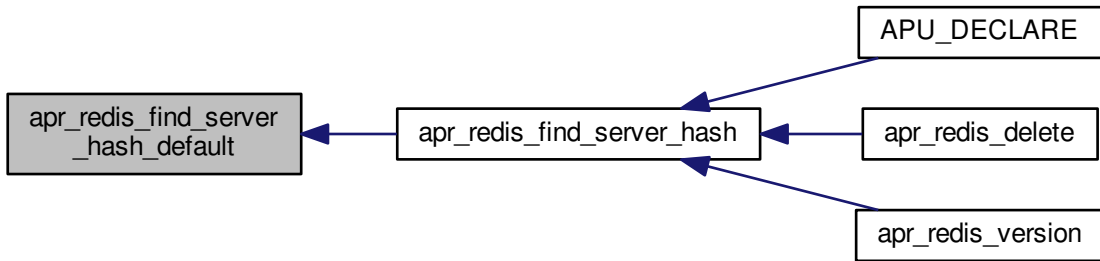 apr_redis_find_server
_hash_default
apr_redis_find_server_hash
APU_DECLARE
apr_redis_delete
apr_redis_version